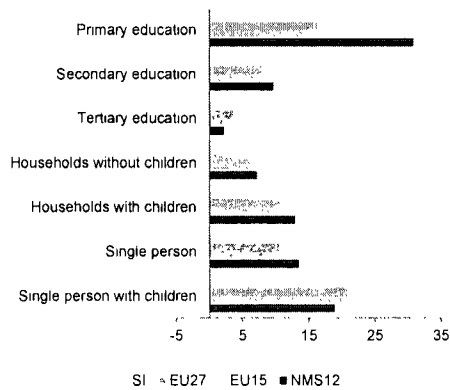 Primary education
Secondary education
Tertiary education
Households without children
Households with children
Single person
Single person with children
-5 5 15 25 35
SI EU27 EU15 NMS12